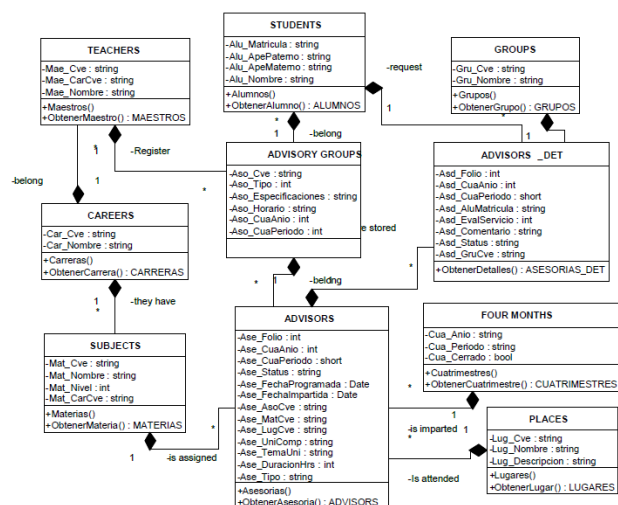 TEACHERS
-Mae_Cve : string
-Mae_CarCve : string
-Mae_Nombre : string
+Maestros()
+ObtenerMaestro() : MAESTROS
STUDENTS
-Alu_Matricula : string
-Alu_ApePaterno : string
-Alu_ApeMaterno : string
-Alu_Nombre : string
+Alumnos()
+ObtenerAlumno() : ALUMNOS
GROUPS
-Gru_Cve : string
-Gru_Nombre : string
+Grupos()
+ObtenerGrupo() : GRUPOS
-request
1
*
*
1
*
1
-Register
*
-belong
1
*
1
-belong
ADVISORY GROUPS
-Aso_Cve : string
-Aso_Tipo : int
-Aso_Especificaciones : string
-Aso_Horario : string
-Aso_CuaAnio : int
-Aso_CuaPeriodo : int
ADVISORS _DET
-Asd_Folio : int
-Asd_CuaAnio : int
-Asd_CuaPeriodo : short
-Asd_AluMatricula : string
-Asd_EvalServicio : int
-Asd_Comentario : string
-Asd_Status : string
-Asd_GruCve : string
+ObtenerDetalles() : ASESORIAS_DET
CAREERS
-Car_Cve : string
-Car_Nombre : string
+Carreras()
+ObtenerCarrera() : CARRERAS
e stored
1
*
-they have
*
1
-belong
*
SUBJECTS
-Mat_Cve : string
-Mat_Nombre : string
-Mat_Nivel : int
-Mat_CarCve : string
+Materias()
+ObtenerMateria() : MATERIAS
1
-is assigned
*
ADVISORS
-Ase_Folio : int
-Ase_CuaAnio : int
-Ase_CuaPeriodo : short
-Ase_Status : string
-Ase_FechaProgramada : Date
-Ase_FechaImpartida : Date
-Ase_AsoCve : string
-Ase_MatCve : string
-Ase_LugCve : string
-Ase_UniComp : string
-Ase_TemaUni : string
-Ase_DuracionHrs : int
-Ase_Tipo : string
+Asesorias()
+ObtenerAsesoria() : ADVISORS
FOUR MONTHS
-Cua_Anio : string
-Cua_Periodo : string
-Cua_Cerrado : bool
+Cuatrimestres()
+ObtenerCuatrimestre() : CUATRIMESTRES
*
1
-is imparted
*
1
-Is attended
PLACES
-Lug_Cve : string
-Lug_Nombre : string
-Lug_Descripcion : string
+Lugares()
+ObtenerLugar() : LUGARES